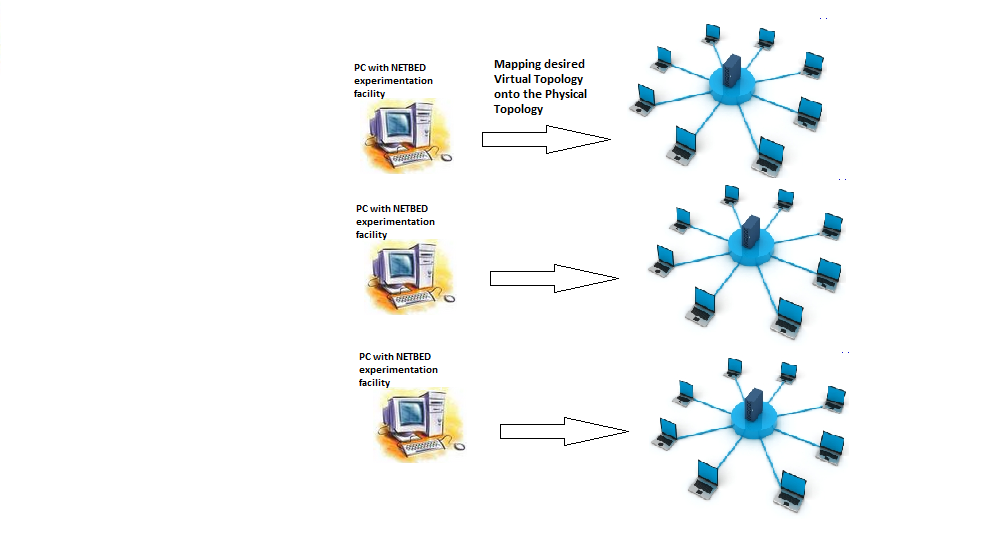 PC with NETBED
experimentation
facility
Mapping desired
Virtual Topology
onto the Physical
Topology
PC with NETBED
experimentation
facility
PC with NETBED
experimentation
facility